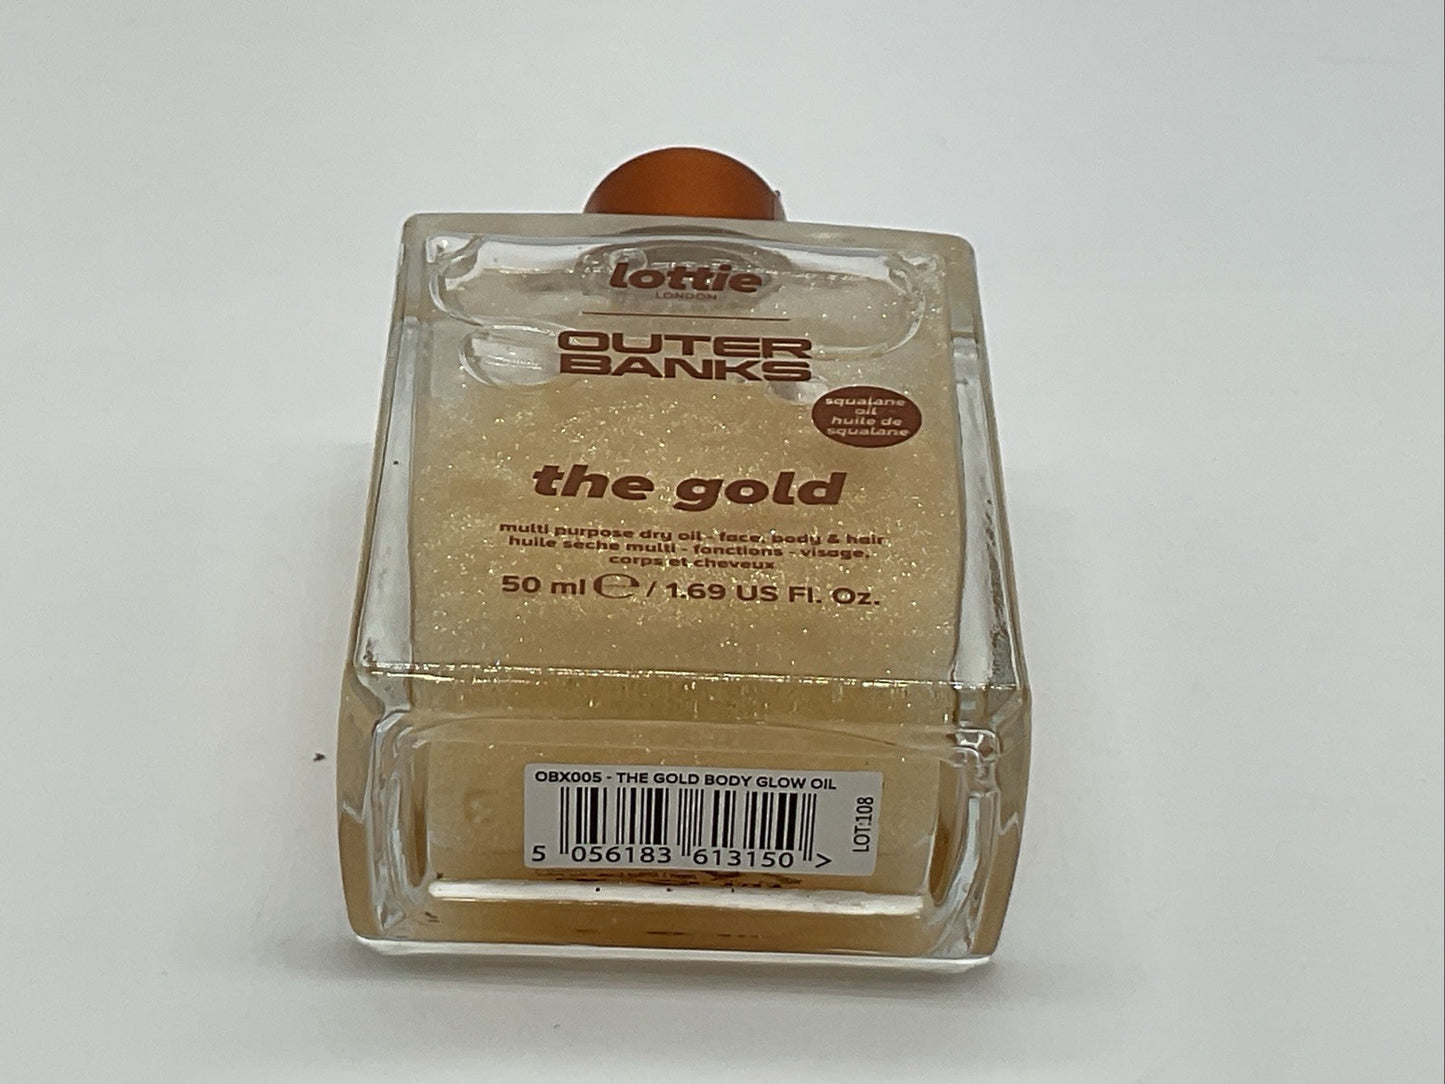 lottie
LONDON
OUTER
BANKS
squalane
oil
huile de
squalane
the gold
multi purpose dry oil - face, body & hair
huile seche multi - fonctions - visage,
corps et cheveux
50 ml ℮ / 1.69 US Fl. Oz.
OBX005 - THE GOLD BODY GLOW OIL
LOT:108
5 056183 613150 >